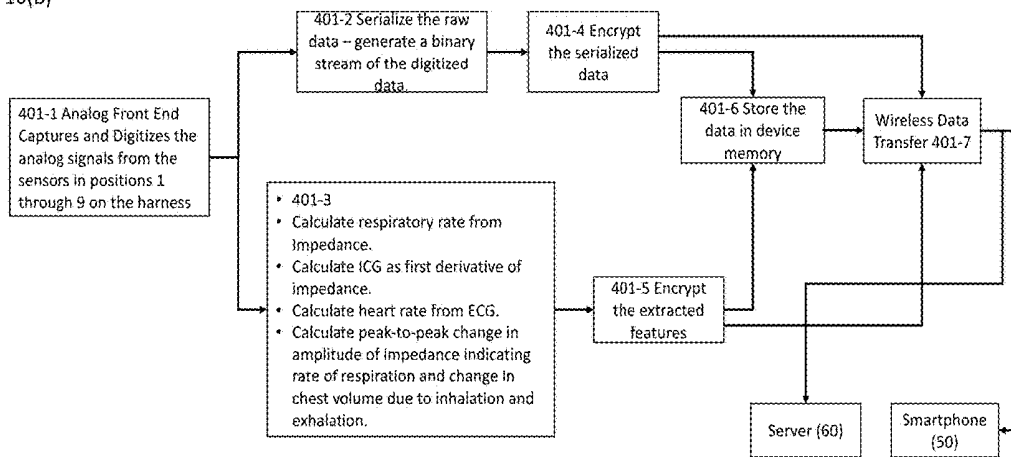 10(b)
401-2 Serialize the raw
data – generate a binary
stream of the digitized
data.
401-4 Encrypt
the serialized
data
401-1 Analog Front End
Captures and Digitizes the
analog signals from the
sensors in positions 1
through 9 on the harness
401-6 Store the
data in device
memory
Wireless Data
Transfer 401-7
• 401-3
• Calculate respiratory rate from
Impedance.
• Calculate ICG as first derivative of
impedance.
• Calculate heart rate from ECG.
• Calculate peak-to-peak change in
amplitude of impedance indicating
rate of respiration and change in
chest volume due to inhalation and
exhalation.
401-5 Encrypt
the extracted
features
Server (60)
Smartphone
(50)